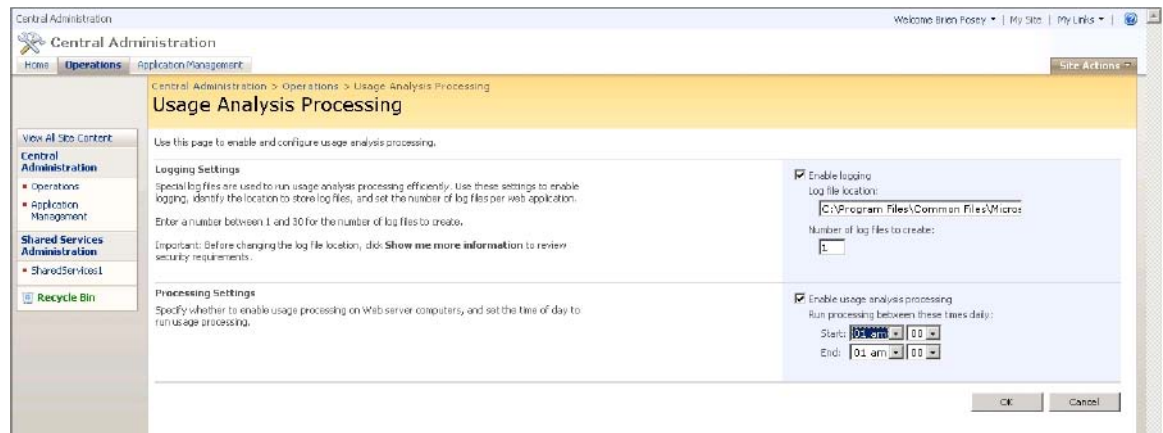 Central Administration
Welcome Brien Posey | My Site | My Links |
Central Administration
Home Operations Application Management
Site Actions
Central Administration > Operations > Usage Analysis Processing
Usage Analysis Processing
View All Site Content
Central
Administration
Operations
Application
Management
Shared Services
Administration
SharedServices1
Recycle Bin
Use this page to enable and configure usage analysis processing.
Logging Settings
Special log files are used to run usage analysis processing efficiently. Use these settings to enable
logging, identify the location to store log files, and set the number of log files per web application.
Enter a number between 1 and 30 for the number of log files to create.
Important: Before changing the log file location, click Show me more information to review
security requirements.
Enable logging
Log file location:
C:\Program Files\Common Files\Micros
Number of log files to create:
1
Processing Settings
Specify whether to enable usage processing on Web server computers, and set the time of day to
run usage processing.
Enable usage analysis processing
Run processing between these times daily:
Start: 01 am 00
End: 01 am 00
OK Cancel